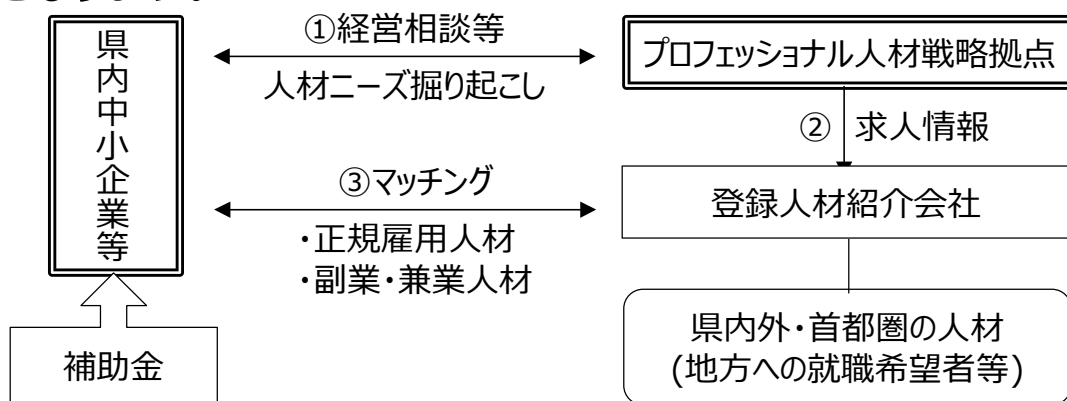 県内中小企業等
①経営相談等
人材ニーズ掘り起こし
プロフェッショナル人材戦略拠点
② 求人情報
③マッチング
・正規雇用人材
・副業・兼業人材
登録人材紹介会社
県内外・首都圏の人材
(地方への就職希望者等)
補助金